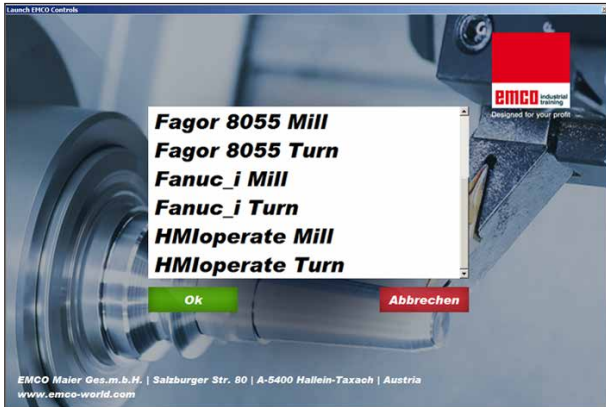 Launch EMCO Controls
emco industrial training
Designed for your profit
Fagor 8055 Mill
Fagor 8055 Turn
Fanuc_i Mill
Fanuc_i Turn
HMIoperate Mill
HMIoperate Turn
Ok
Abbrechen
EMCO Maier Ges.m.b.H. | Salzburger Str. 80 | A-5400 Hallein-Taxach | Austria
www.emco-world.com